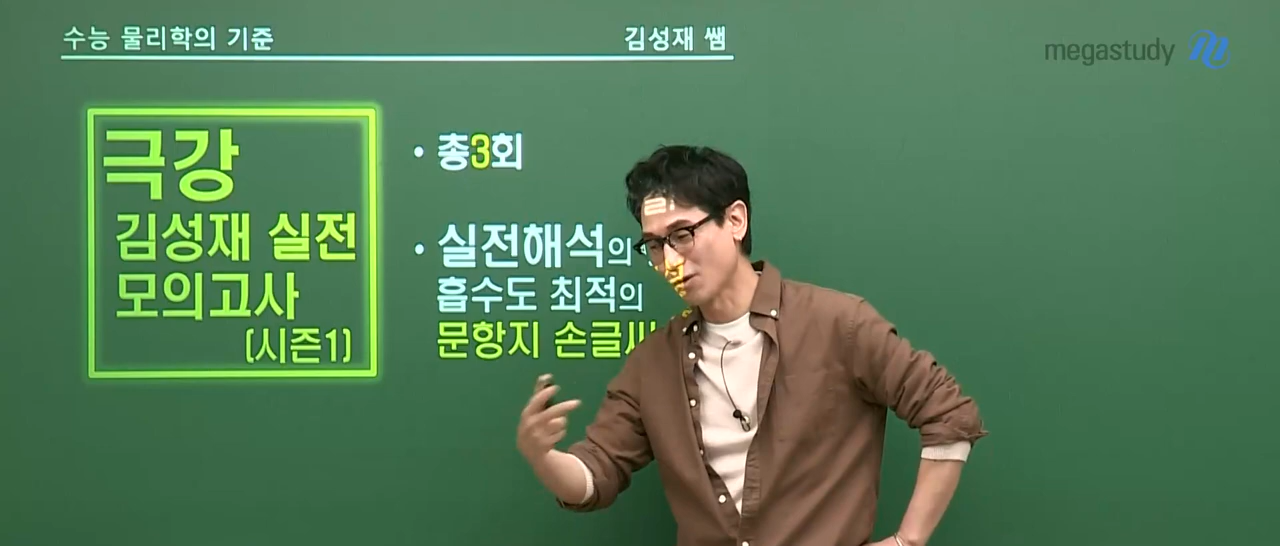 수능 물리학의 기준
김성재 쌤
megastudy
극강
김성재 실전
모의고사
(시즌1)
• 총3회
• 실전해석의
흡수도 최적의
문항지